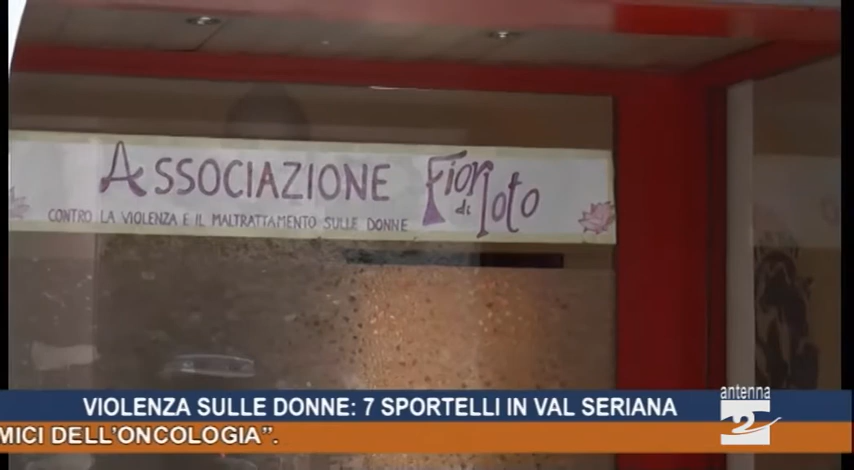 ASSOCIAZIONE Fior di loto
CONTRO LA VIOLENZA E IL MALTRATTAMENTO SULLE DONNE
VIOLENZA SULLE DONNE: 7 SPORTELLI IN VAL SERIANA
antenna
2
MICI DELL'ONCOLOGIA”.